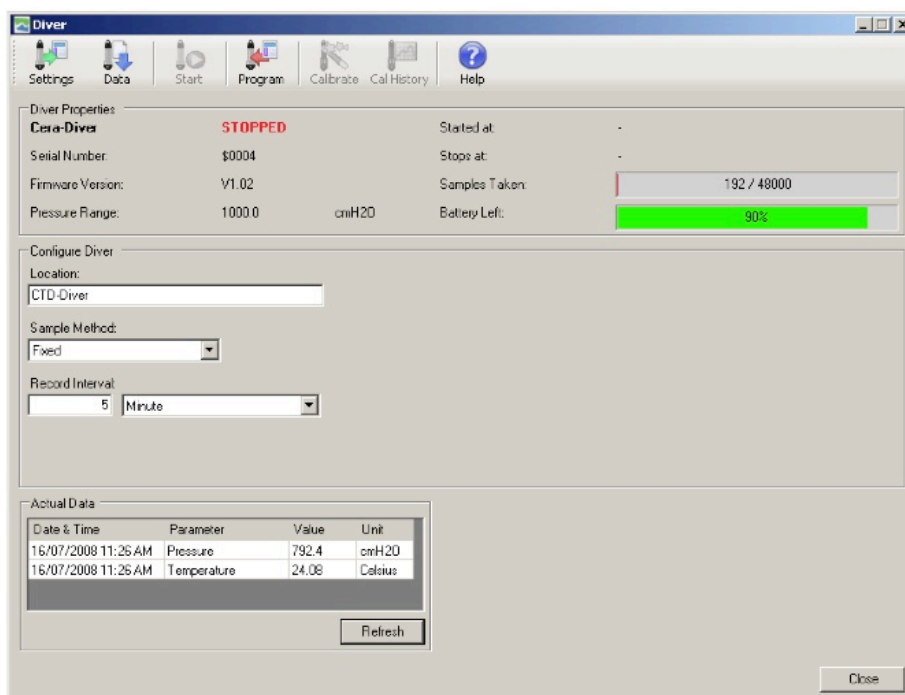 Diver
Settings Data Start Program Calibrate Cal History Help
Diver Properties
Cera-Diver STOPPED Started at: -
Serial Number: $0004 Stops at: -
Firmware Version: V1.02 Samples Taken: 192 / 48000
Pressure Range: 1000.0 cmH2O Battery Left: 90%
Configure Diver
Location:
CTD-Diver
Sample Method:
Fixed
Record Interval:
5 Minute
Actual Data
Date & Time Parameter Value Unit
16/07/2008 11:26 AM Pressure 792.4 cmH2O
16/07/2008 11:26 AM Temperature 24.08 Celsius
Refresh
Close